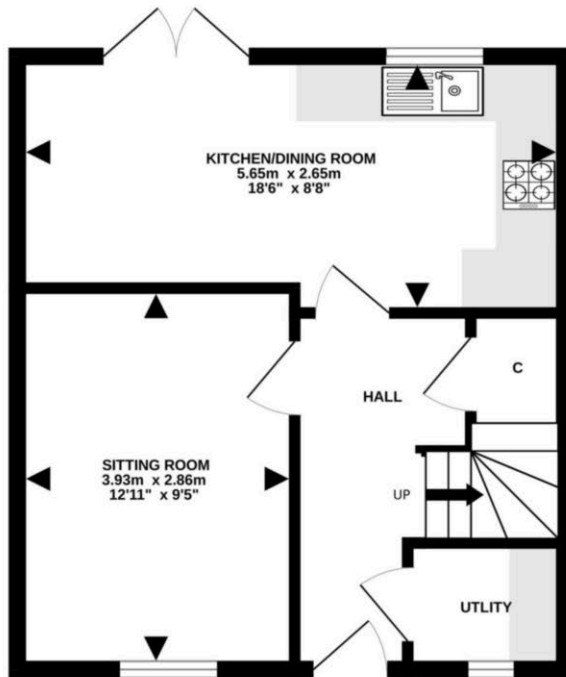 KITCHEN/DINING ROOM
5.65m x 2.65m
18'6" x 8'8"
C
HALL
SITTING ROOM
3.93m x 2.86m
12'11" x 9'5"
UP
UTLITY